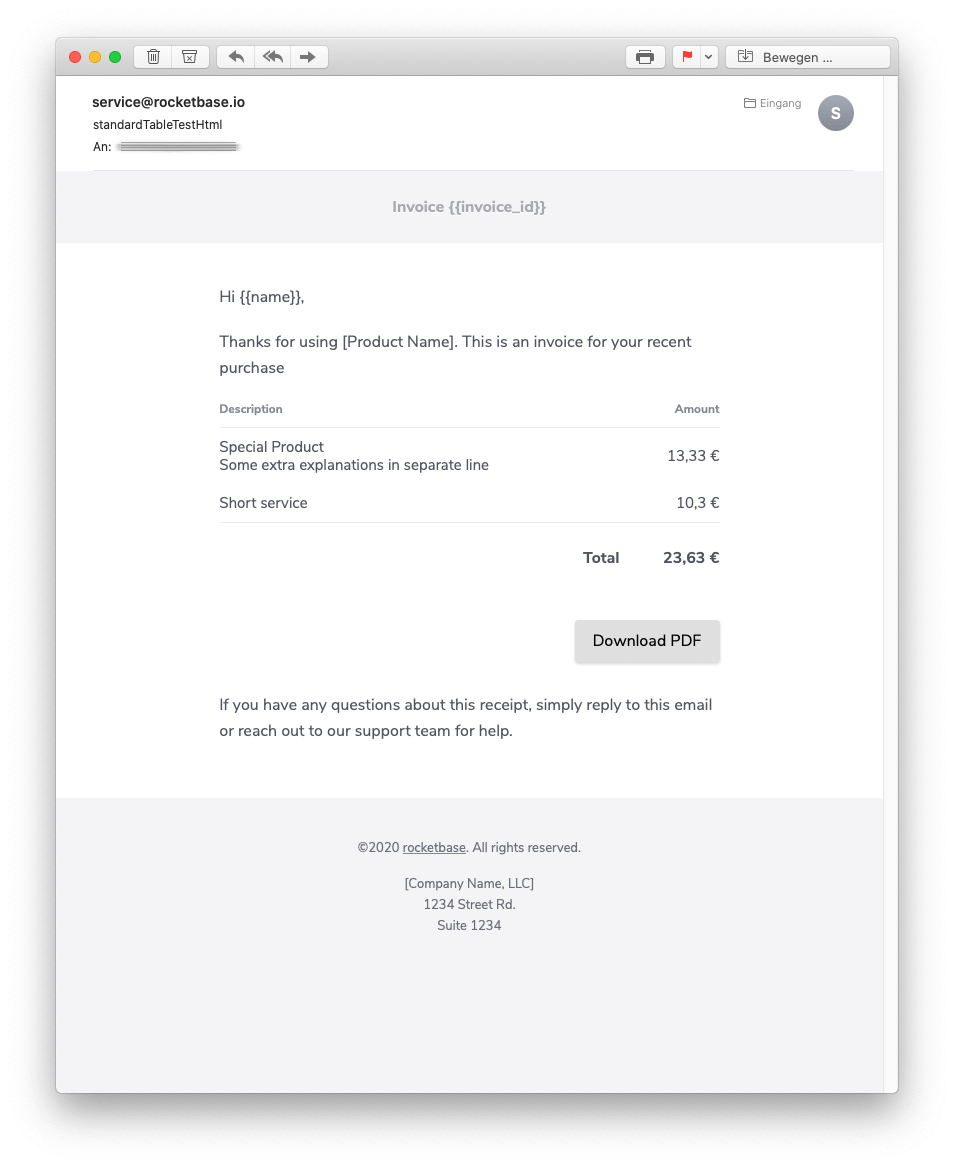 Bewegen ...
service@rocketbase.io
Eingang
S
standardTableTestHtml
An:
Invoice {{invoice_id}}
Hi {{name}},
Thanks for using [Product Name]. This is an invoice for your recent
purchase
Description Amount
Special Product
Some extra explanations in separate line
13,33 €
Short service 10,3 €
Total 23,63 €
Download PDF
If you have any questions about this receipt, simply reply to this email
or reach out to our support team for help.
©2020 rocketbase. All rights reserved.
[Company Name, LLC]
1234 Street Rd.
Suite 1234